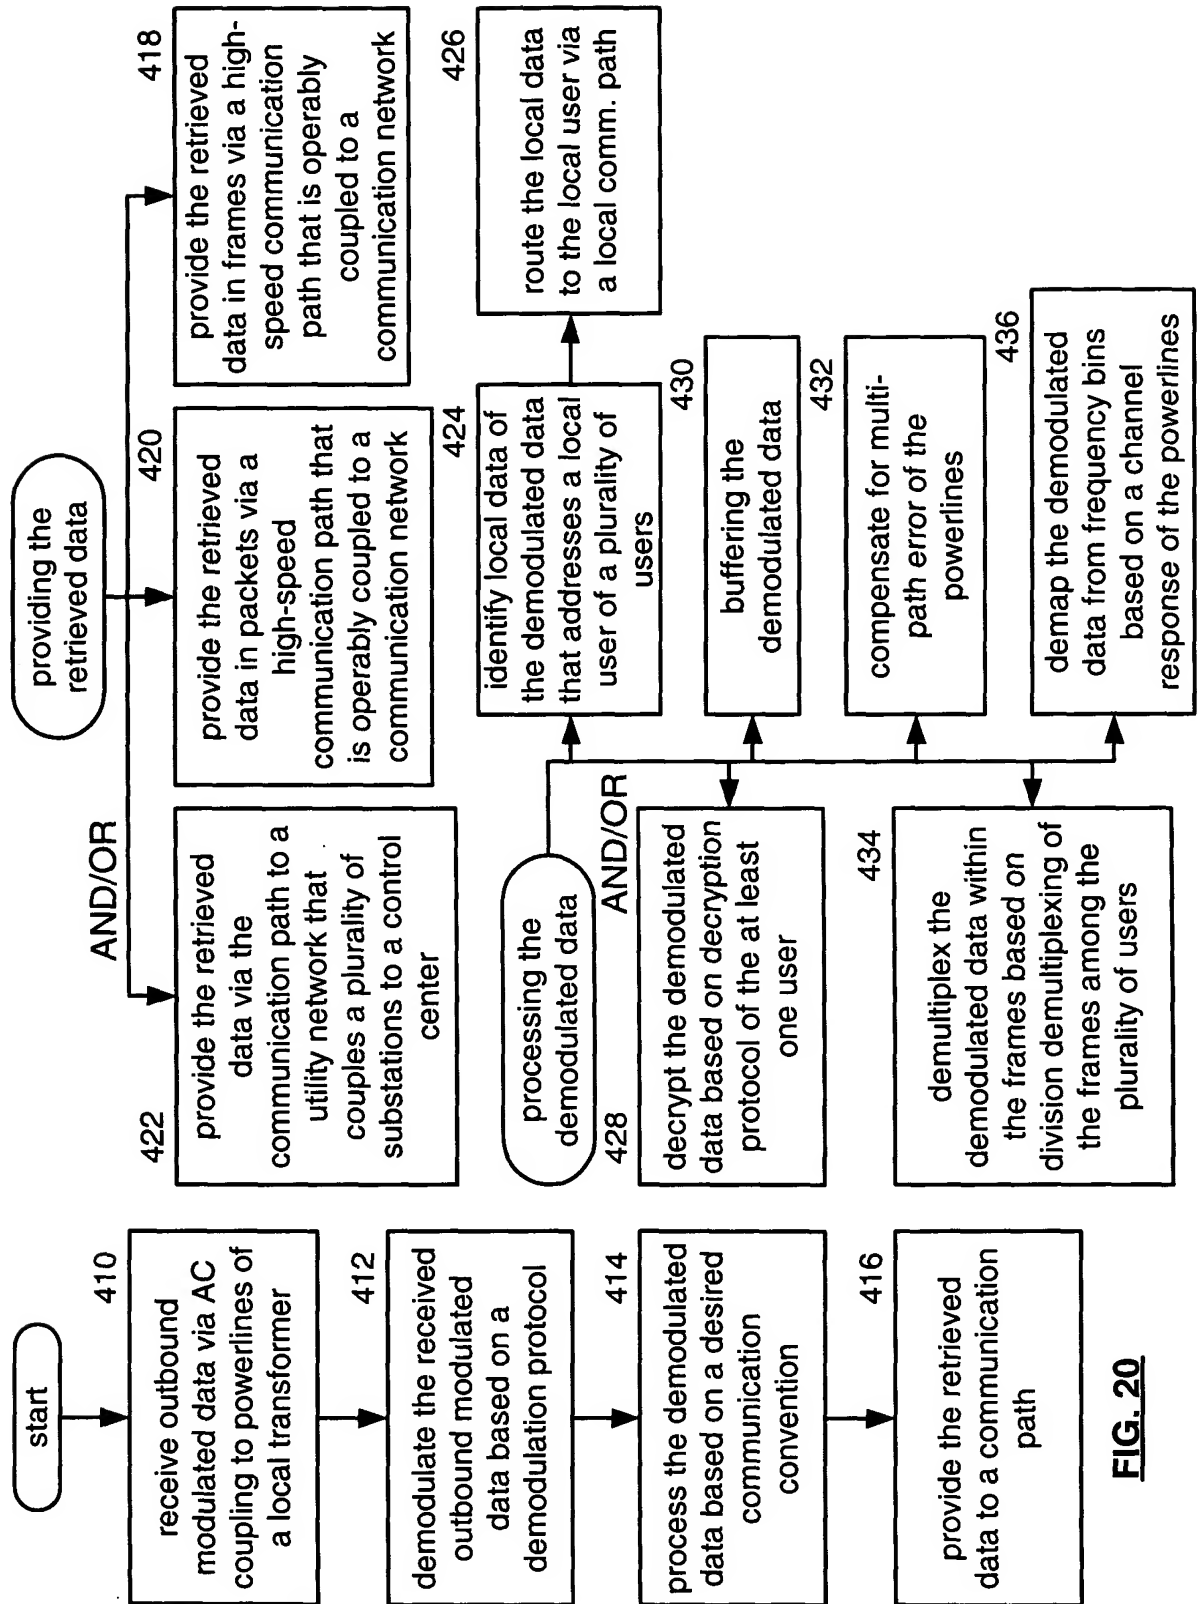 start
410
receive outbound
modulated data via AC
coupling to powerlines of
a local transformer
412
demodulate the received
outbound modulated
data based on a
demodulation protocol
414
process the demodulated
data based on a desired
communication
convention
416
provide the retrieved
data to a communication
path
FIG. 20
providing the
retrieved data
AND/OR
422
provide the retrieved
data via the
communication path to a
utility network that
couples a plurality of
substations to a control
center
420
provide the retrieved
data in packets via a
high-speed
communication path that
is operably coupled to a
communication network
418
provide the retrieved
data in frames via a high-
speed communication
path that is operably
coupled to a
communication network
processing the
demodulated data
AND/OR
424
identify local data of
the demodulated data
that addresses a local
user of a plurality of
users
426
route the local data
to the local user via
a local comm. path
428
decrypt the demodulated
data based on decryption
protocol of the at least
one user
430
buffering the
demodulated data
432
compensate for multi-
path error of the
powerlines
434
demultiplex the
demodulated data within
the frames based on
division demultiplexing of
the frames among the
plurality of users
436
demap the demodulated
data from frequency bins
based on a channel
response of the powerlines